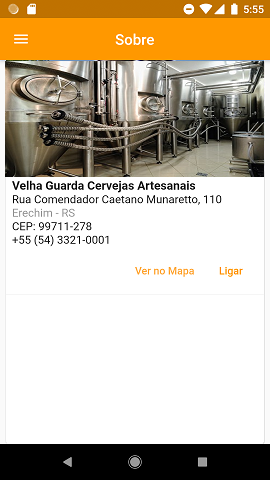 5:55
Sobre
Velha Guarda Cervejas Artesanais
Rua Comendador Caetano Munaretto, 110
Erechim - RS
CEP: 99711-278
+55 (54) 3321-0001
Ver no Mapa Ligar